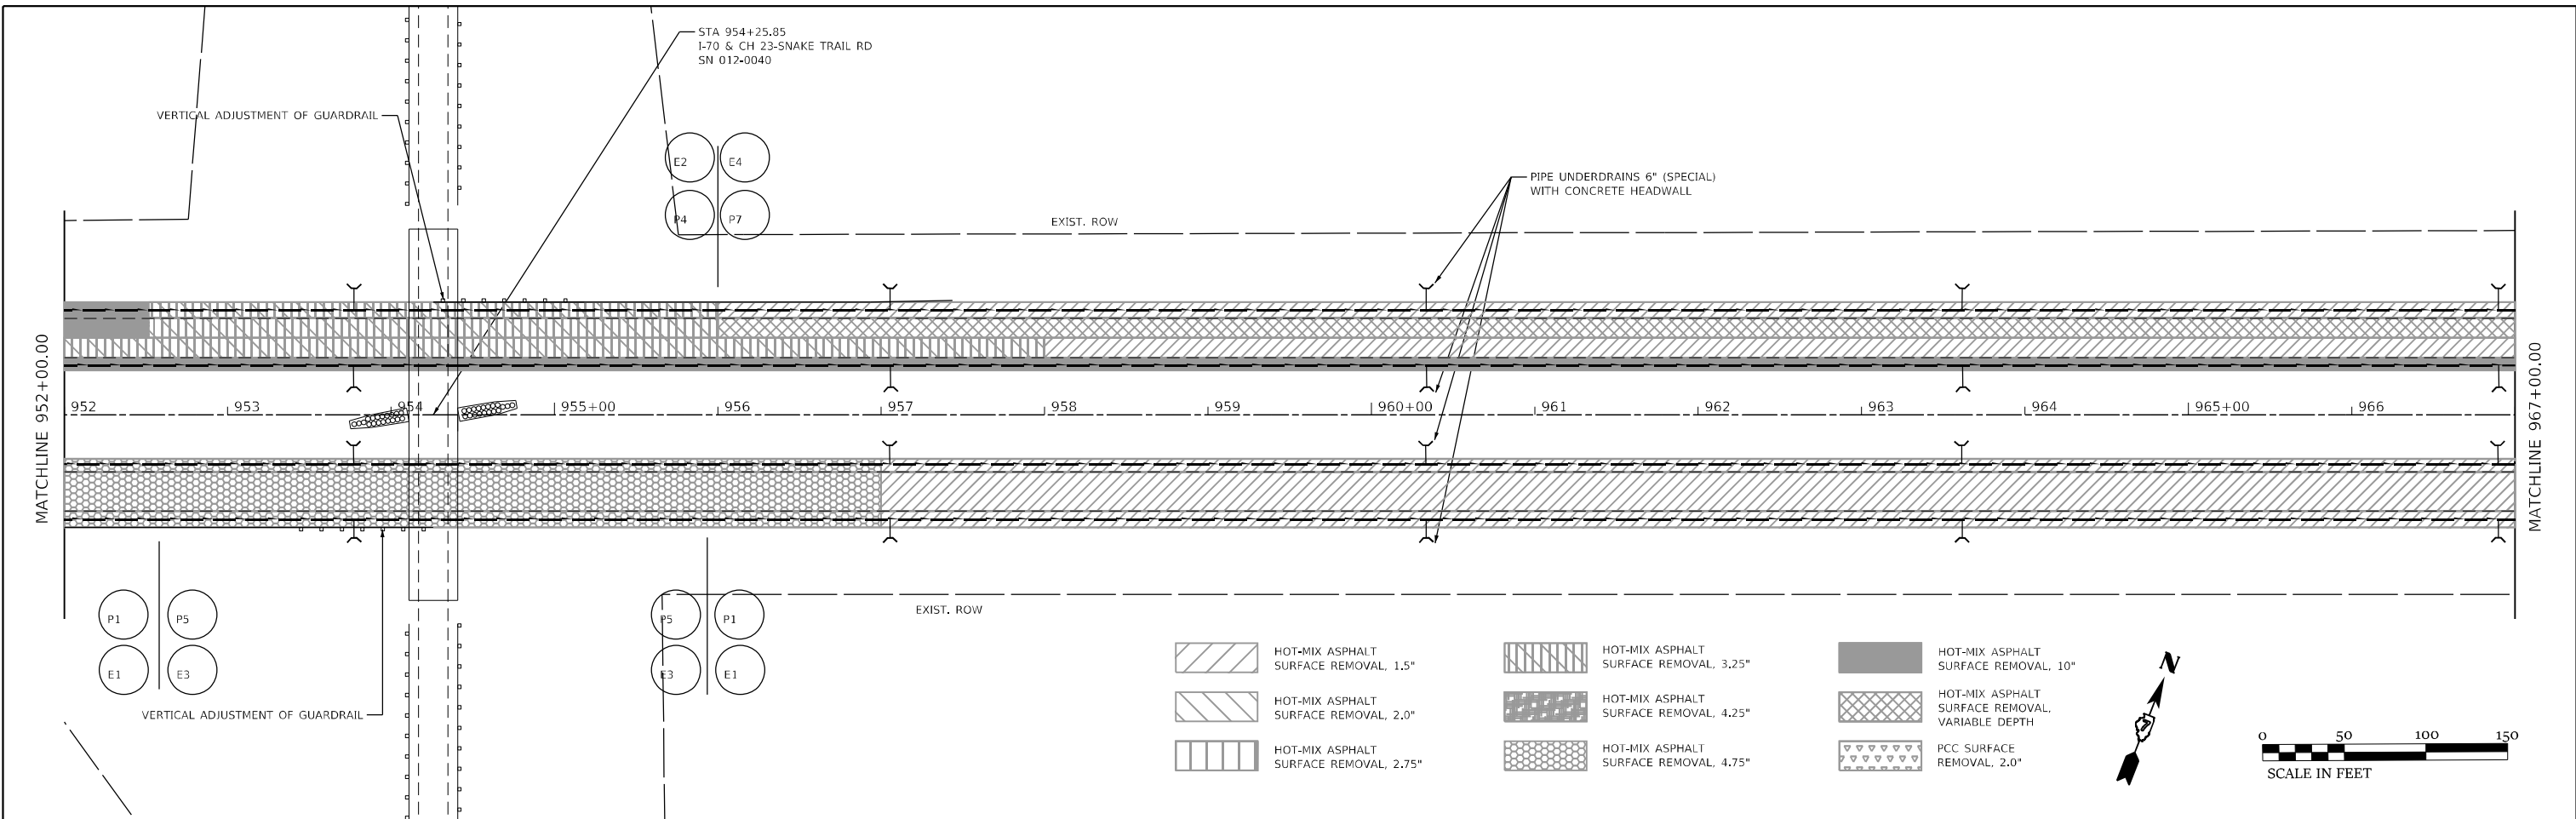 STA 954+25.85
I-70 & CH 23-SNAKE TRAIL RD
SN 012-0040
VERTICAL ADJUSTMENT OF GUARDRAIL
E2 E4
P4 P7
PIPE UNDERDRAINS 6" (SPECIAL)
WITH CONCRETE HEADWALL
EXIST. ROW
MATCHLINE 952+00.00
952 953 954 955+00 956 957 958 959 960+00 961 962 963 964 965+00 966
MATCHLINE 967+00.00
P1 P5
E1 E3
P5 P1
E3 E1
EXIST. ROW
VERTICAL ADJUSTMENT OF GUARDRAIL
HOT-MIX ASPHALT
SURFACE REMOVAL, 1.5"
HOT-MIX ASPHALT
SURFACE REMOVAL, 2.0"
HOT-MIX ASPHALT
SURFACE REMOVAL, 2.75"
HOT-MIX ASPHALT
SURFACE REMOVAL, 3.25"
HOT-MIX ASPHALT
SURFACE REMOVAL, 4.25"
HOT-MIX ASPHALT
SURFACE REMOVAL, 4.75"
HOT-MIX ASPHALT
SURFACE REMOVAL, 10"
HOT-MIX ASPHALT
SURFACE REMOVAL,
VARIABLE DEPTH
PCC SURFACE
REMOVAL, 2.0"
N
0 50 100 150
SCALE IN FEET